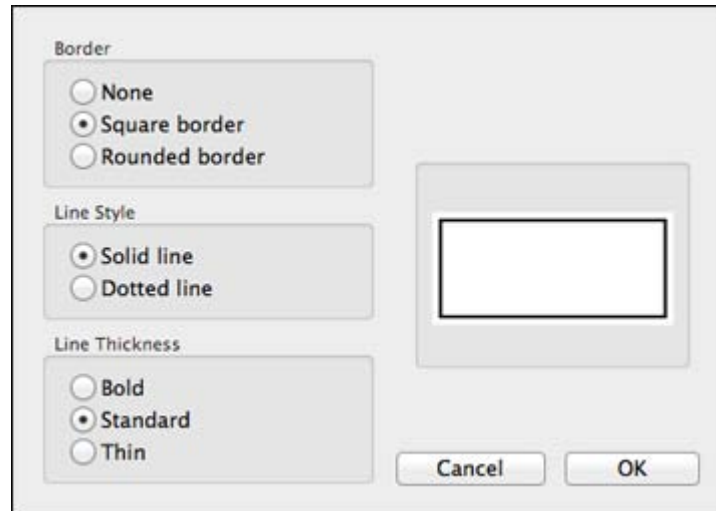 Border
None
Square border
Rounded border
Line Style
Solid line
Dotted line
Line Thickness
Bold
Standard
Thin
Cancel
OK